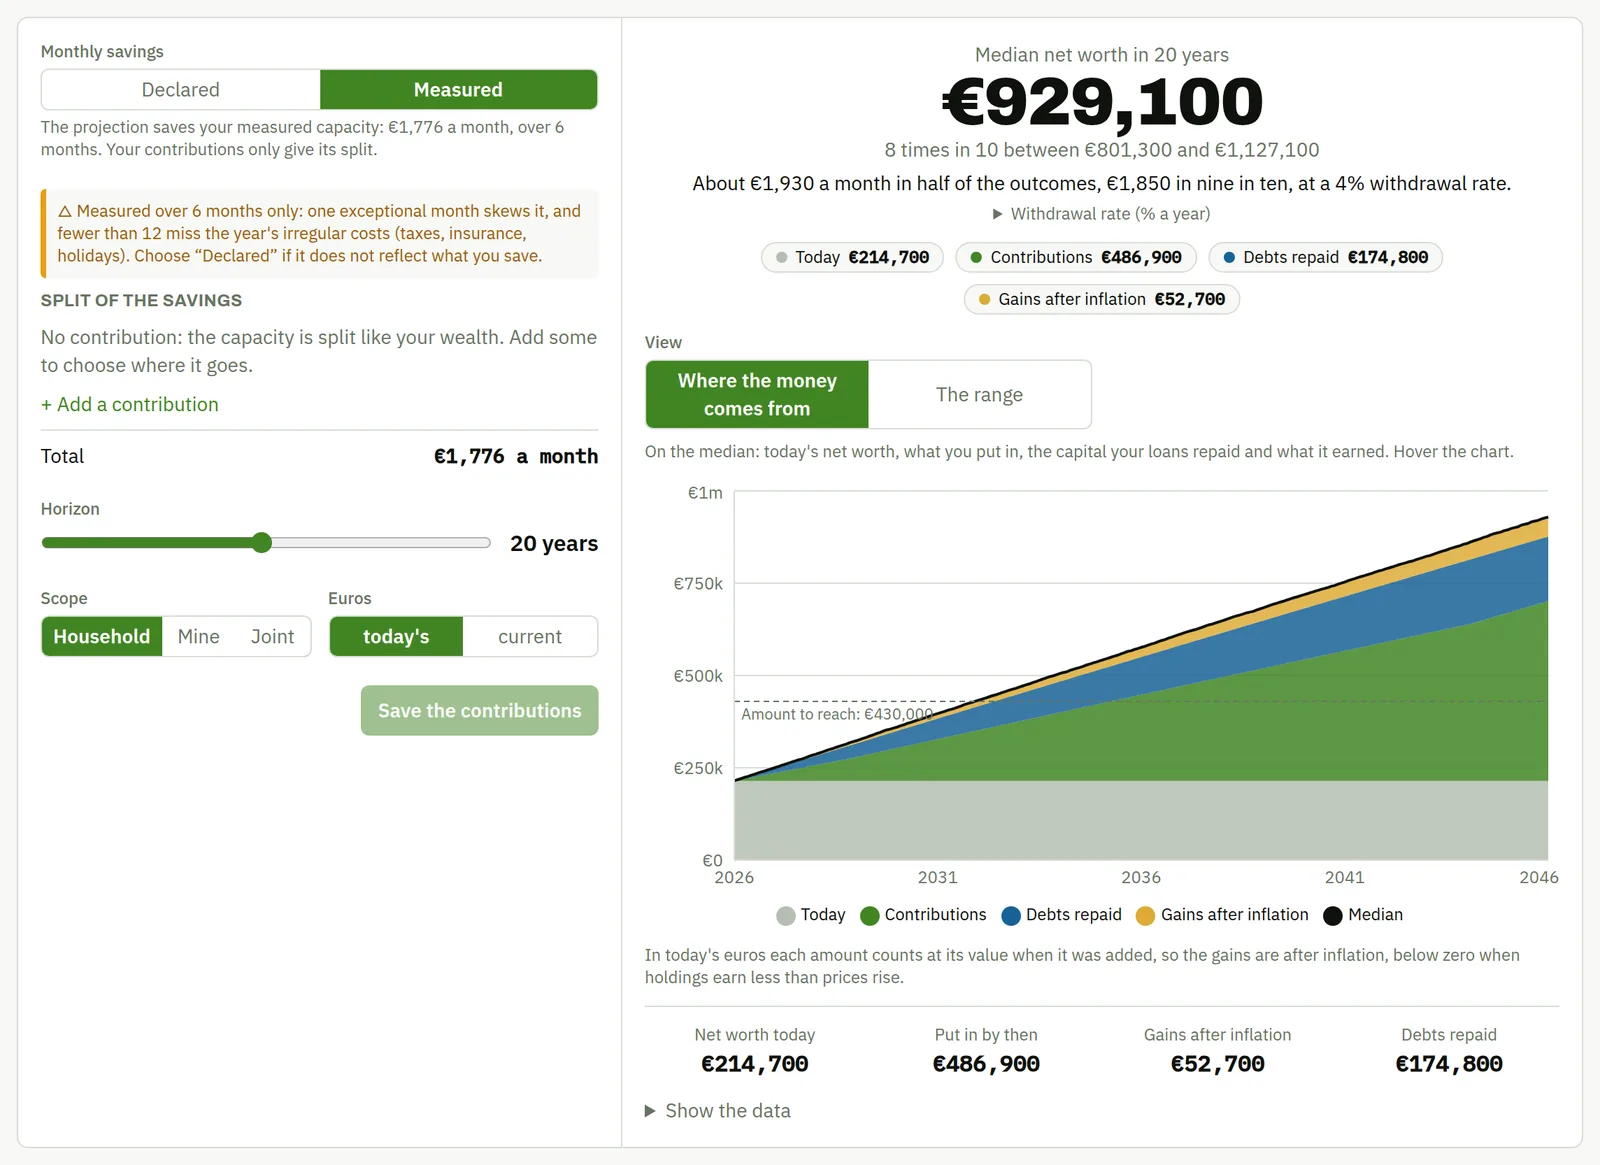 Monthly savings
Declared
Measured
The projection saves your measured capacity: €1,776 a month, over 6
months. Your contributions only give its split.
⚠ Measured over 6 months only: one exceptional month skews it, and
fewer than 12 miss the year's irregular costs (taxes, insurance,
holidays). Choose “Declared” if it does not reflect what you save.
SPLIT OF THE SAVINGS
No contribution: the capacity is split like your wealth. Add some
to choose where it goes.
+ Add a contribution
Total
€1,776 a month
Horizon
20 years
Scope
Euros
Household
Mine
Joint
today's
current
Save the contributions
Median net worth in 20 years
€929,100
8 times in 10 between €801,300 and €1,127,100
About €1,930 a month in half of the outcomes, €1,850 in nine in ten, at a 4% withdrawal rate.
▶ Withdrawal rate (% a year)
Today €214,700
Contributions €486,900
Debts repaid €174,800
Gains after inflation €52,700
View
Where the money
comes from
The range
On the median: today's net worth, what you put in, the capital your loans repaid and what it earned. Hover the chart.
€1m
€750k
€500k
Amount to reach: €430,000
€250k
€0
2026
2031
2036
2041
2046
Today
Contributions
Debts repaid
Gains after inflation
Median
In today's euros each amount counts at its value when it was added, so the gains are after inflation, below zero when
holdings earn less than prices rise.
Net worth today
€214,700
Put in by then
€486,900
Gains after inflation
€52,700
Debts repaid
€174,800
▶ Show the data